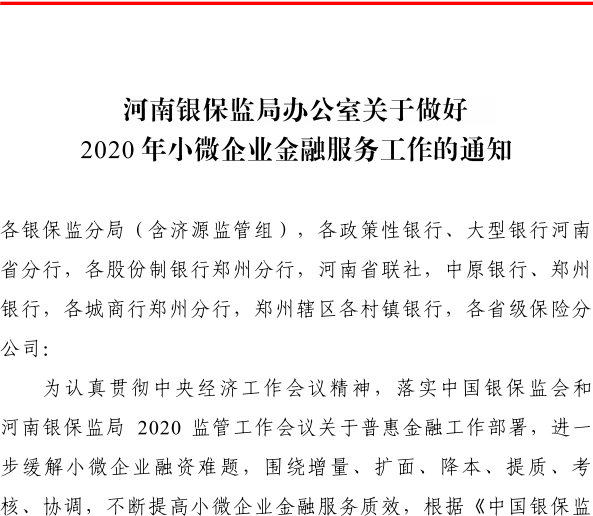 河南银保监局办公室关于做好
2020 年小微企业金融服务工作的通知
各银保监分局（含济源监管组），各政策性银行、大型银行河南
省分行，各股份制银行郑州分行，河南省联社，中原银行、郑州
银行，各城商行郑州分行，郑州辖区各村镇银行，各省级保险分
公司：
为认真贯彻中央经济工作会议精神，落实中国银保监会和
河南银保监局 2020 监管工作会议关于普惠金融工作部署，进一
步缓解小微企业融资难题，围绕增量、扩面、降本、提质、考
核、协调，不断提高小微企业金融服务质效，根据《中国银保监